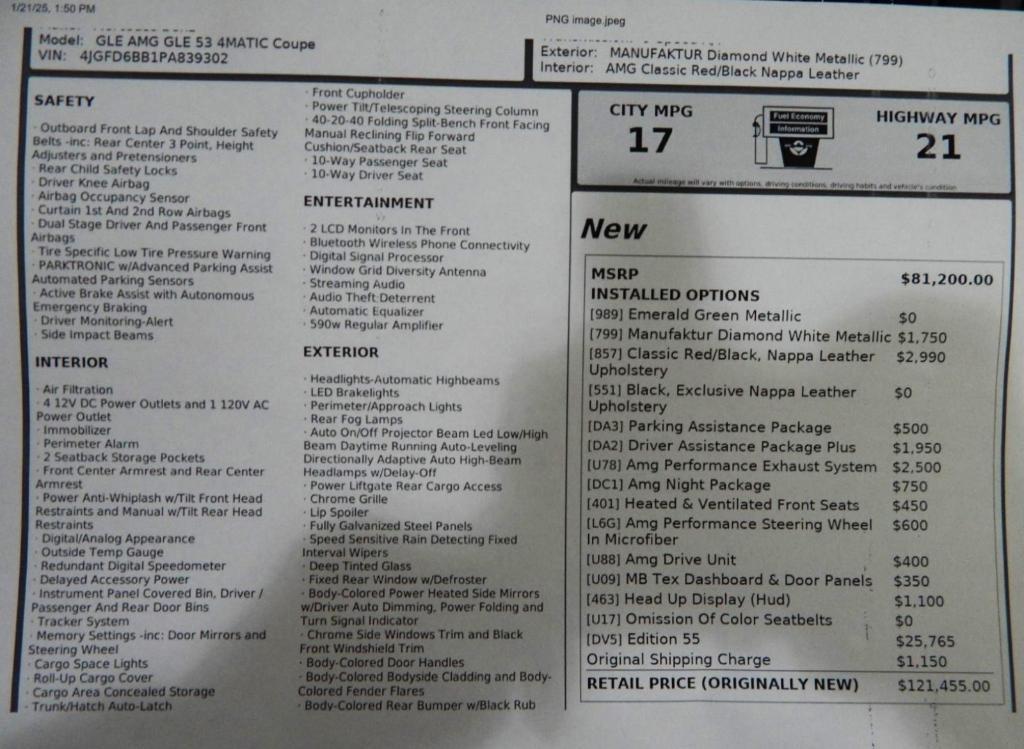 1/21/25, 1:50 PM
PNG image.jpeg
Model: GLE AMG GLE 53 4MATIC Coupe
VIN: 4JGFD6BB1PA839302
Exterior: MANUFAKTUR Diamond White Metallic (799)
Interior: AMG Classic Red/Black Nappa Leather
SAFETY
· Outboard Front Lap And Shoulder Safety
Belts -inc: Rear Center 3 Point, Height
Adjusters and Pretensioners
· Rear Child Safety Locks
· Driver Knee Airbag
· Airbag Occupancy Sensor
· Curtain 1st And 2nd Row Airbags
· Dual Stage Driver And Passenger Front
Airbags
· Tire Specific Low Tire Pressure Warning
· PARKTRONIC w/Advanced Parking Assist
Automated Parking Sensors
· Active Brake Assist with Autonomous
Emergency Braking
· Driver Monitoring-Alert
· Side Impact Beams
INTERIOR
· Air Filtration
· 4 12V DC Power Outlets and 1 120V AC
Power Outlet
· Immobilizer
· Perimeter Alarm
· 2 Seatback Storage Pockets
· Front Center Armrest and Rear Center
Armrest
· Power Anti-Whiplash w/Tilt Front Head
Restraints and Manual w/Tilt Rear Head
Restraints
· Digital/Analog Appearance
· Outside Temp Gauge
· Redundant Digital Speedometer
· Delayed Accessory Power
· Instrument Panel Covered Bin, Driver /
Passenger And Rear Door Bins
· Tracker System
· Memory Settings -inc: Door Mirrors and
Steering Wheel
· Cargo Space Lights
· Roll-Up Cargo Cover
· Cargo Area Concealed Storage
· Trunk/Hatch Auto-Latch
· Front Cupholder
· Power Tilt/Telescoping Steering Column
· 40-20-40 Folding Split-Bench Front Facing
Manual Reclining Flip Forward
Cushion/Seatback Rear Seat
· 10-Way Passenger Seat
· 10-Way Driver Seat
ENTERTAINMENT
· 2 LCD Monitors In The Front
· Bluetooth Wireless Phone Connectivity
· Digital Signal Processor
· Window Grid Diversity Antenna
· Streaming Audio
· Audio Theft Deterrent
· Automatic Equalizer
· 590w Regular Amplifier
EXTERIOR
· Headlights-Automatic Highbeams
· LED Brakelights
· Perimeter/Approach Lights
· Rear Fog Lamps
· Auto On/Off Projector Beam Led Low/High
Beam Daytime Running Auto-Leveling
Directionally Adaptive Auto High-Beam
Headlamps w/Delay-Off
· Power Liftgate Rear Cargo Access
· Chrome Grille
· Lip Spoiler
· Fully Galvanized Steel Panels
· Speed Sensitive Rain Detecting Fixed
Interval Wipers
· Deep Tinted Glass
· Fixed Rear Window w/Defroster
· Body-Colored Power Heated Side Mirrors
w/Driver Auto Dimming, Power Folding and
Turn Signal Indicator
· Chrome Side Windows Trim and Black
Front Windshield Trim
· Body-Colored Door Handles
· Body-Colored Bodyside Cladding and Body-
Colored Fender Flares
· Body-Colored Rear Bumper w/Black Rub
CITY MPG
17
Fuel Economy
Information
HIGHWAY MPG
21
Actual mileage will vary with options, driving conditions, driving habits and vehicle's condition
New
MSRP $81,200.00
INSTALLED OPTIONS
[989] Emerald Green Metallic $0
[799] Manufaktur Diamond White Metallic $1,750
[857] Classic Red/Black, Nappa Leather $2,990
Upholstery
[551] Black, Exclusive Nappa Leather $0
Upholstery
[DA3] Parking Assistance Package $500
[DA2] Driver Assistance Package Plus $1,950
[U78] Amg Performance Exhaust System $2,500
[DC1] Amg Night Package $750
[401] Heated & Ventilated Front Seats $450
[L6G] Amg Performance Steering Wheel $600
In Microfiber
[U88] Amg Drive Unit $400
[U09] MB Tex Dashboard & Door Panels $350
[463] Head Up Display (Hud) $1,100
[U17] Omission Of Color Seatbelts $0
[DV5] Edition 55 $25,765
Original Shipping Charge $1,150
RETAIL PRICE (ORIGINALLY NEW) $121,455.00